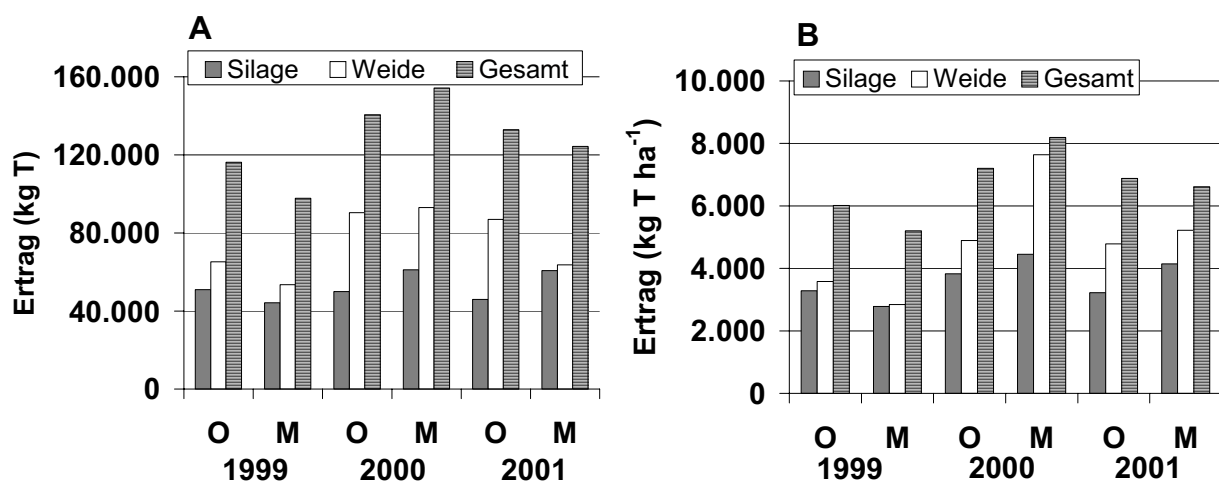 A
Silage Weide Gesamt
Ertrag (kg T)
160.000
120.000
80.000
40.000
0
O M O M O M
1999 2000 2001
B
Silage Weide Gesamt
Ertrag (kg T ha⁻¹)
10.000
8.000
6.000
4.000
2.000
0
O M O M O M
1999 2000 2001